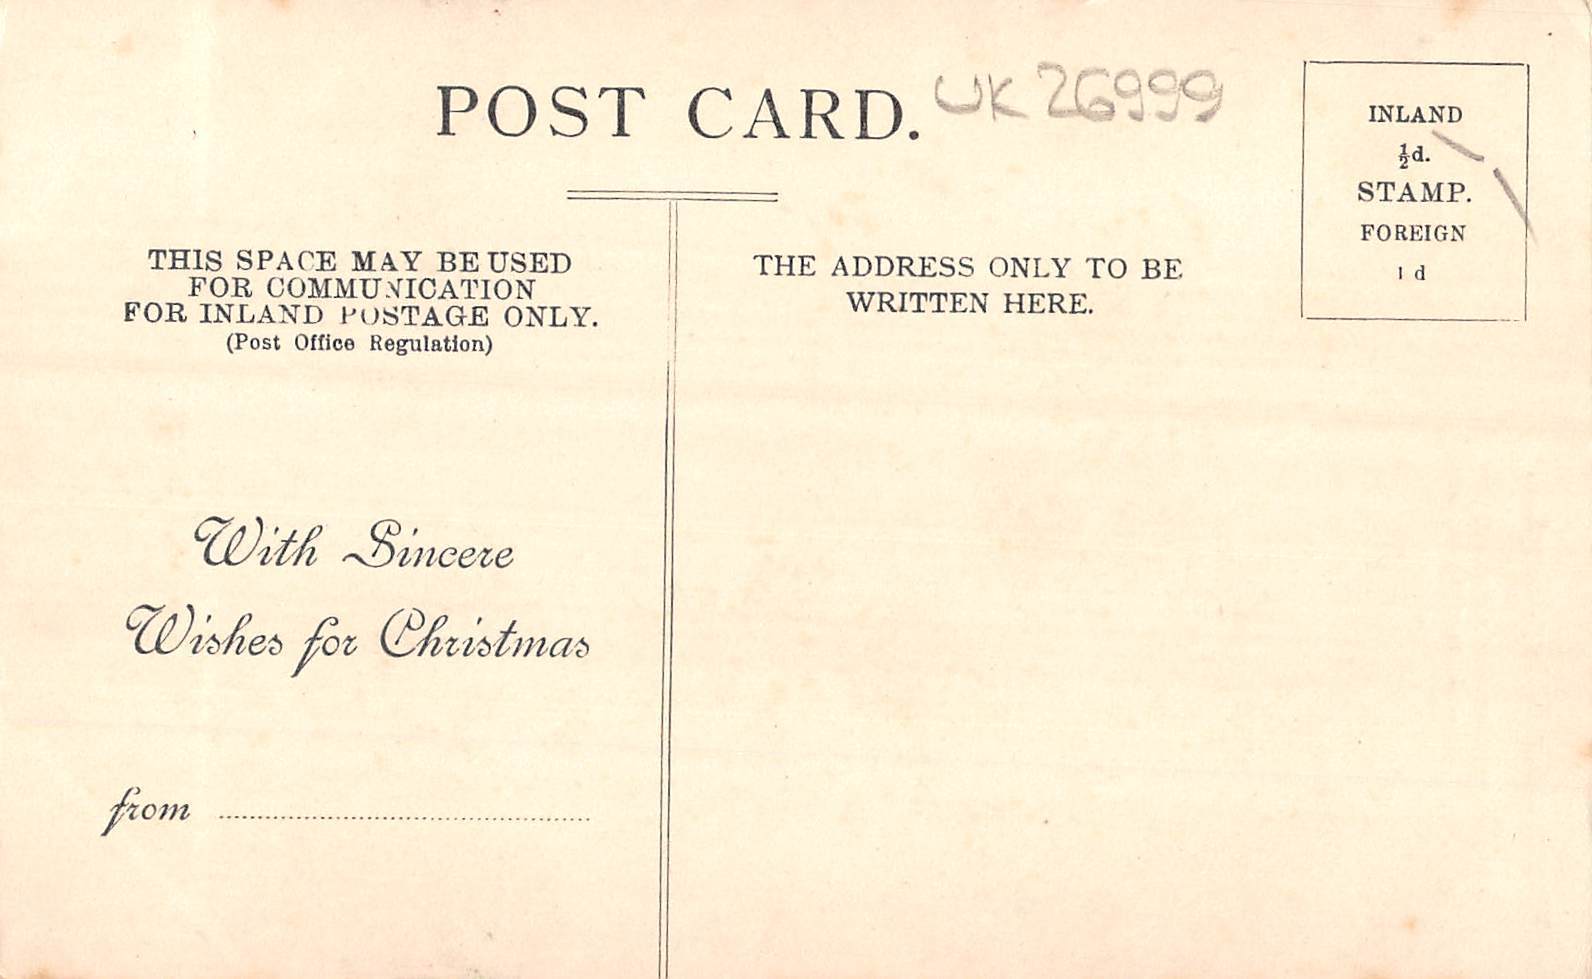 POST CARD.
UK 26999
INLAND
½d.
STAMP.
FOREIGN
1 d
THIS SPACE MAY BE USED
FOR COMMUNICATION
FOR INLAND POSTAGE ONLY.
(Post Office Regulation)
THE ADDRESS ONLY TO BE
WRITTEN HERE.
With Sincere
Wishes for Christmas
from